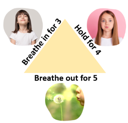 Breathe in for 3
Hold for 4
Breathe out for 5